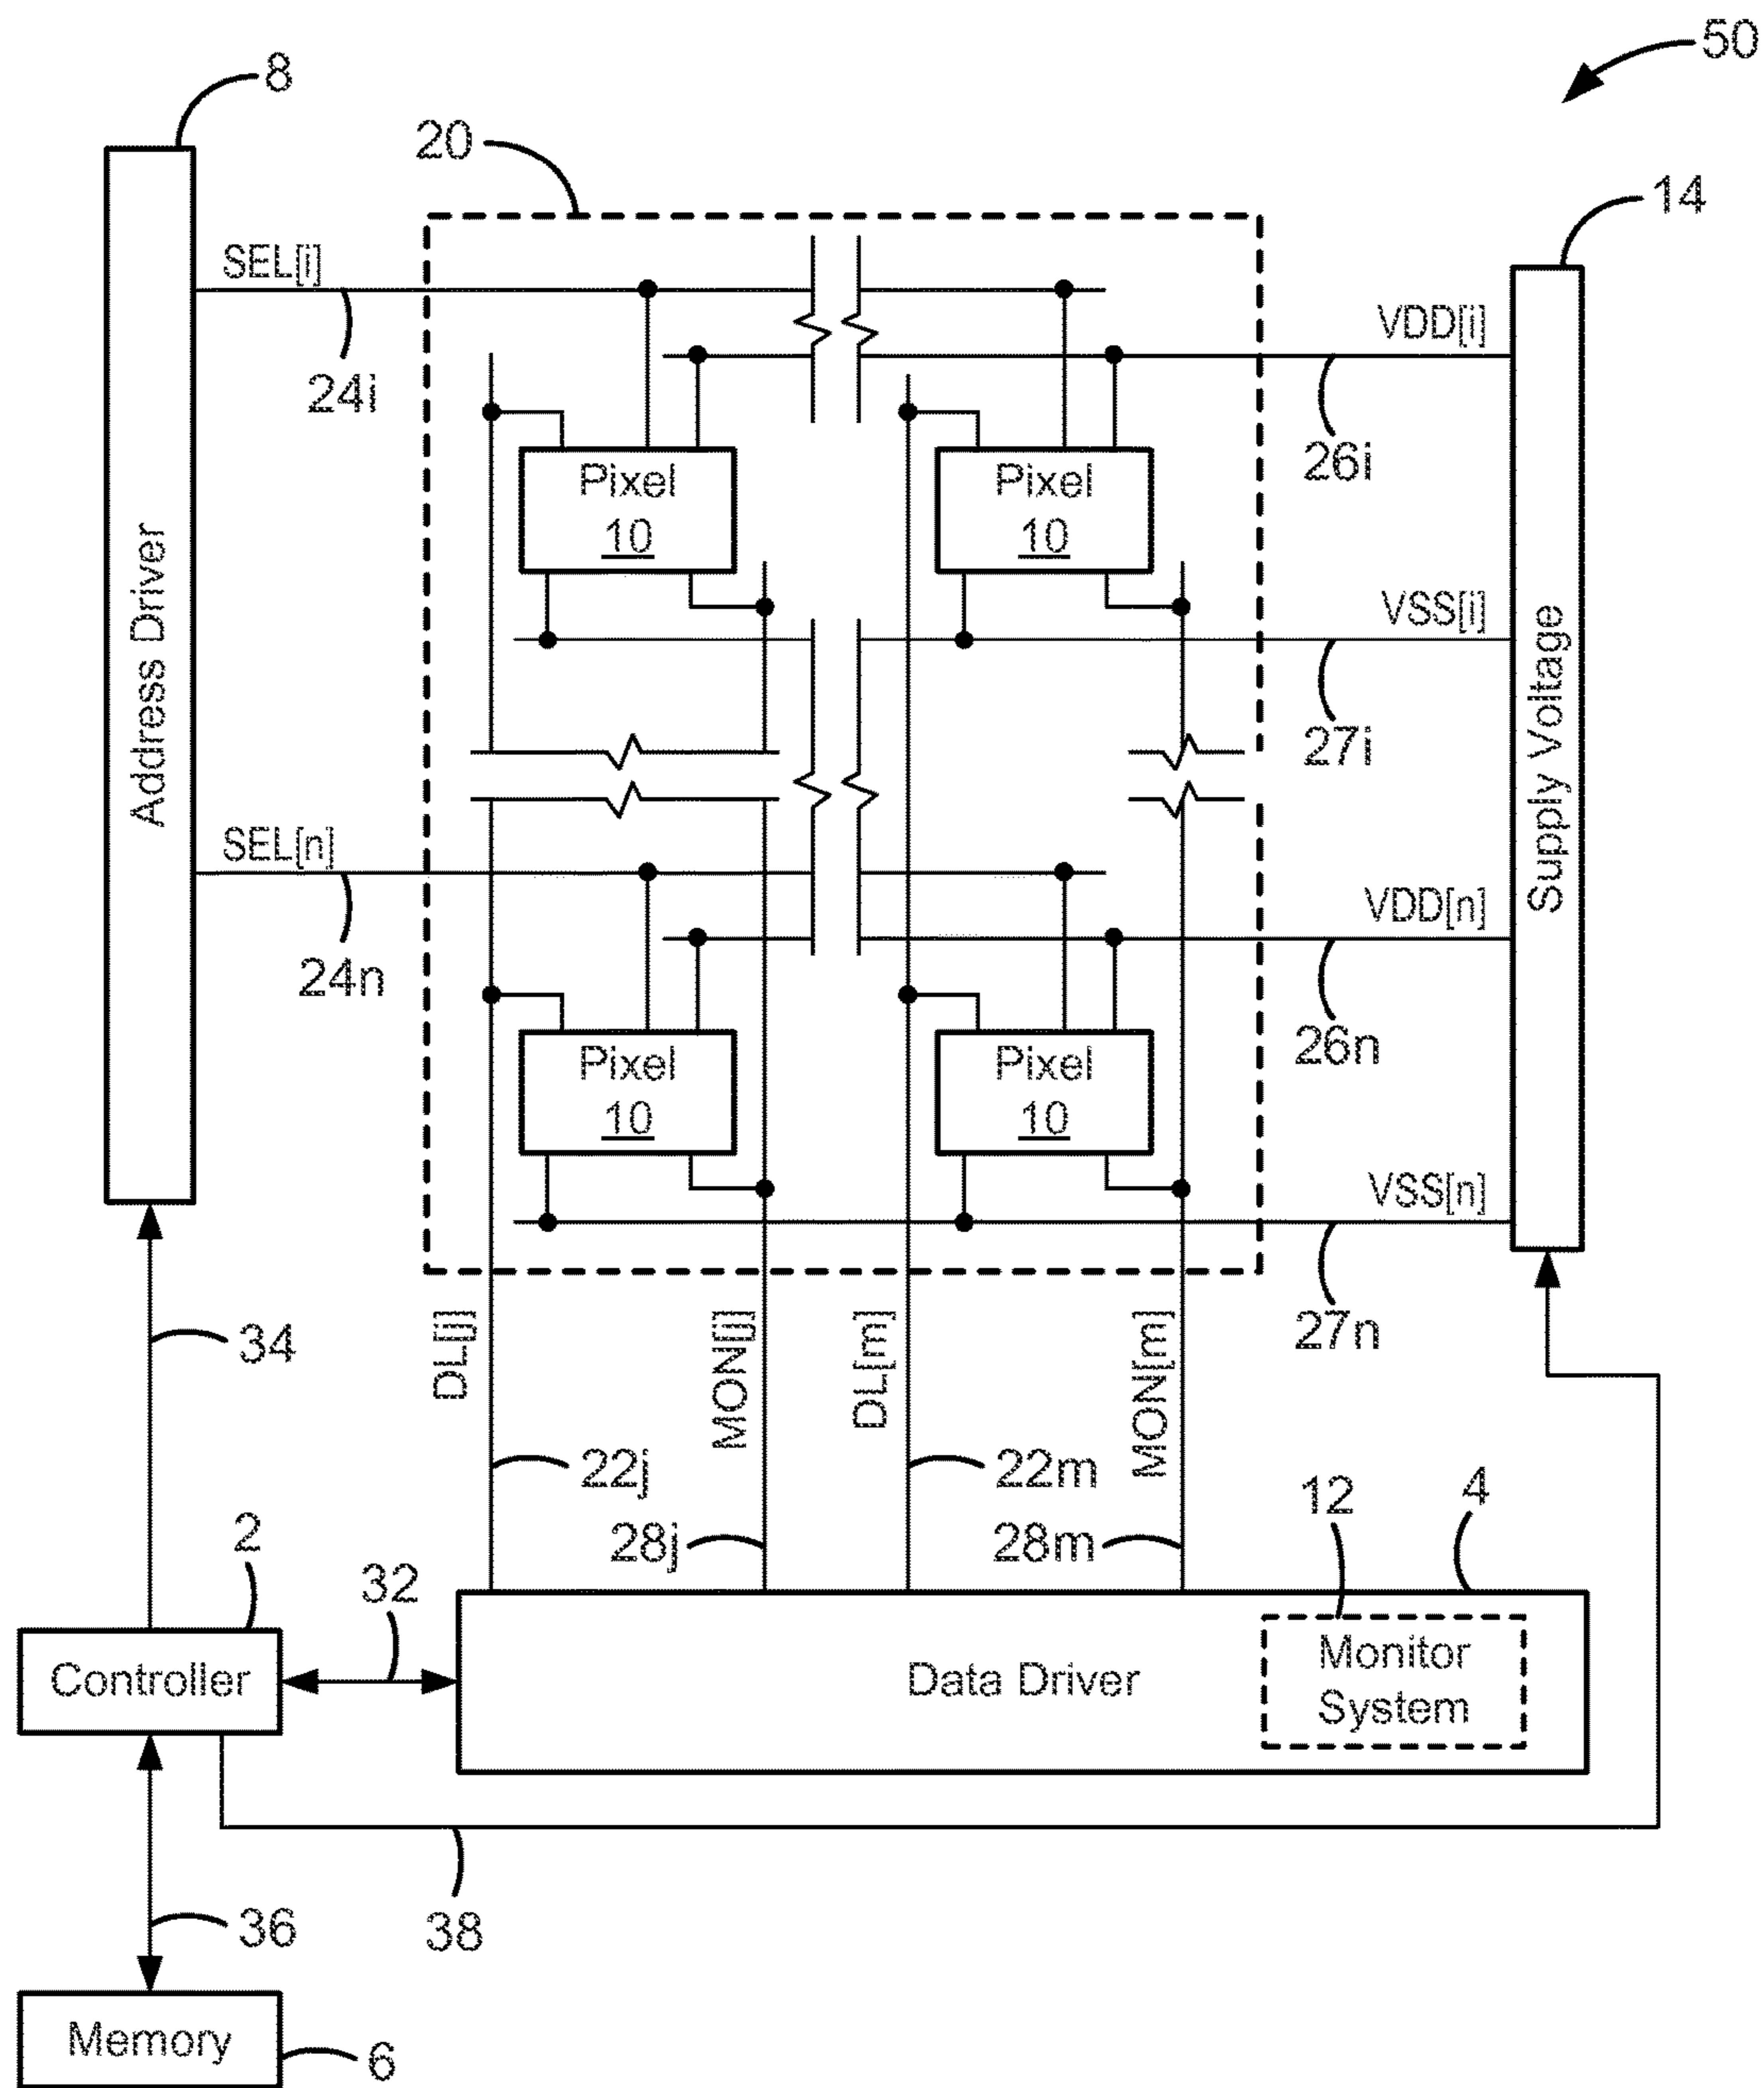 50
8
20
14
SEL[i]
VDD[i]
24i
26i
Pixel
10
Pixel
10
Address Driver
Supply Voltage
VSS[i]
27i
SEL[n]
VDD[n]
24n
26n
Pixel
10
Pixel
10
VSS[n]
27n
34
DL[j]
MON[j]
DL[m]
MON[m]
22j
22m
28j
28m
12
4
2
32
Controller
Data Driver
Monitor
System
36
38
Memory
6